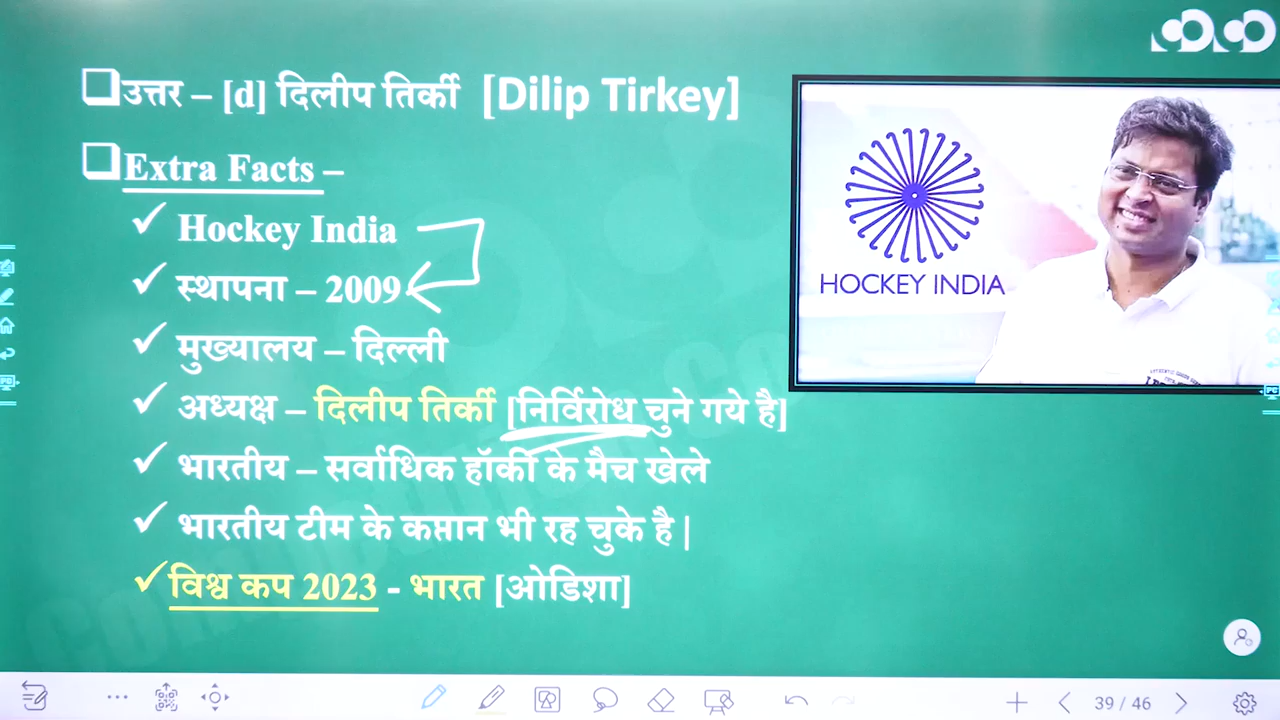 उत्तर – [d] दिलीप तिर्की [Dilip Tirkey]
Extra Facts –
Hockey India
स्थापना – 2009
मुख्यालय – दिल्ली
अध्यक्ष – दिलीप तिर्की [निर्विरोध चुने गये है]
भारतीय – सर्वाधिक हॉकी के मैच खेले
भारतीय टीम के कप्तान भी रह चुके है |
विश्व कप 2023 - भारत [ओडिशा]
HOCKEY INDIA
39 / 46